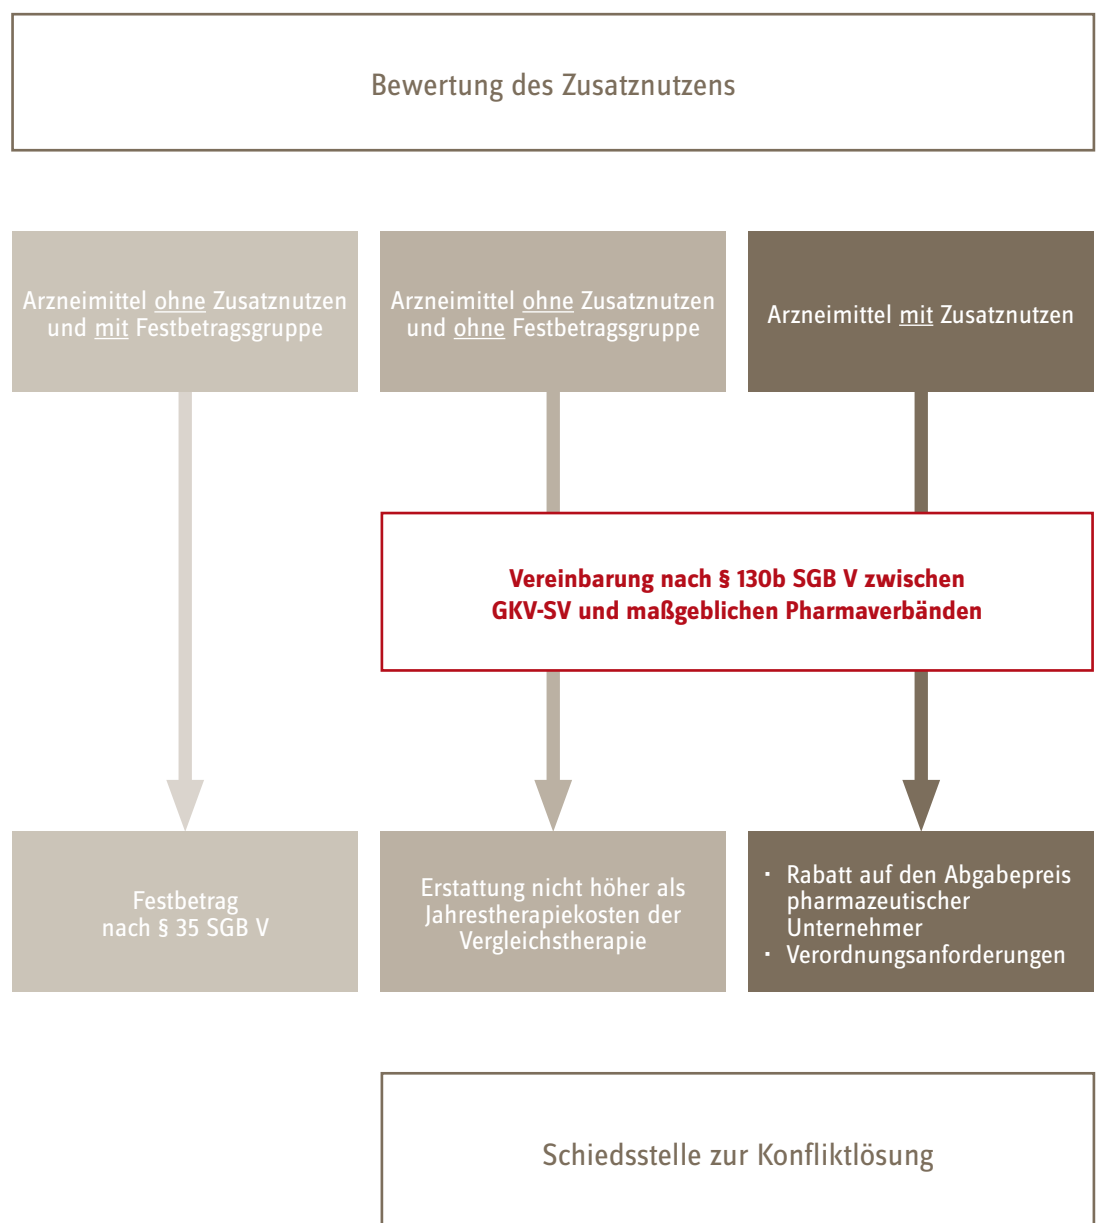 Bewertung des Zusatznutzens
Arzneimittel ohne Zusatznutzen
und mit Festbetragsgruppe
Arzneimittel ohne Zusatznutzen
und ohne Festbetragsgruppe
Arzneimittel mit Zusatznutzen
Vereinbarung nach § 130b SGB V zwischen
GKV-SV und maßgeblichen Pharmaverbänden
Festbetrag
nach § 35 SGB V
Erstattung nicht höher als
Jahrestherapiekosten der
Vergleichstherapie
· Rabatt auf den Abgabepreis
pharmazeutischer
Unternehmer
· Verordnungsanforderungen
Schiedsstelle zur Konfliktlösung